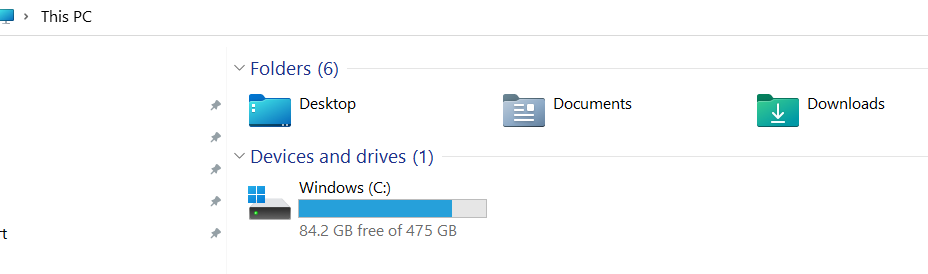 This PC
Folders (6)
Desktop
Documents
Downloads
Devices and drives (1)
Windows (C:)
84.2 GB free of 475 GB
rt